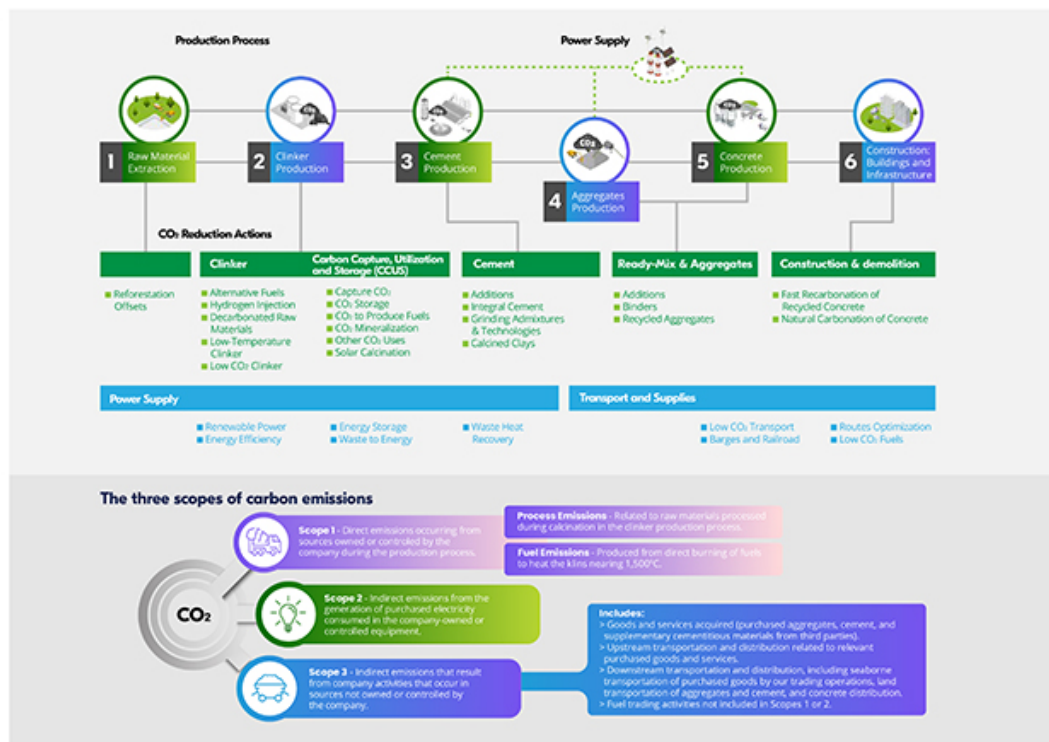 Production Process
Power Supply
1
Raw Material
Extraction
2
Clinker
Production
3
Cement
Production
4
Aggregates
Production
5
Concrete
Production
6
Construction:
Buildings and
Infrastructure
CO₂
CO₂ Reduction Actions
Reforestation
Offsets
Clinker
Alternative Fuels
Hydrogen Injection
Decarbonated Raw
Materials
Low-Temperature
Clinker
Low CO₂ Clinker
Carbon Capture, Utilization
and Storage (CCUS)
Capture CO₂
CO₂ Storage
CO₂ to Produce Fuels
CO₂ Mineralization
Other CO₂ Uses
Solar Calcination
Cement
Additions
Integral Cement
Grinding Admixtures
& Technologies
Calcined Clays
Ready-Mix & Aggregates
Additions
Binders
Recycled Aggregates
Construction & demolition
Fast Recarbonation of
Recycled Concrete
Natural Carbonation of Concrete
Power Supply
Renewable Power
Energy Efficiency
Energy Storage
Waste to Energy
Waste Heat
Recovery
Transport and Supplies
Low CO₂ Transport
Barges and Railroad
Routes Optimization
Low CO₂ Fuels
The three scopes of carbon emissions
CO₂
Scope 1 - Direct emissions occurring from
sources owned or controled by the
company during the production process.
Process Emissions - Related to raw materials processed
during calcination in the clinker production process.
Fuel Emissions - Produced from direct burning of fuels
to heat the klins nearing 1,500°C.
Scope 2 - Indirect emissions from the
generation of purchased electricity
consumed in the company-owned or
controlled equipment.
Scope 3 - Indirect emissions that result
from company activities that occur in
sources not owned or controlled by
the company.
Includes:
> Goods and services acquired (purchased aggregates, cement, and
supplementary cementitious materials from third parties).
> Upstream transportation and distribution related to relevant
purchased goods and services.
> Downstream transportation and distribution, including seaborne
transportation of purchased goods by our trading operations, land
transportation of aggregates and cement, and concrete distribution.
> Fuel trading activities not included in Scopes 1 or 2.